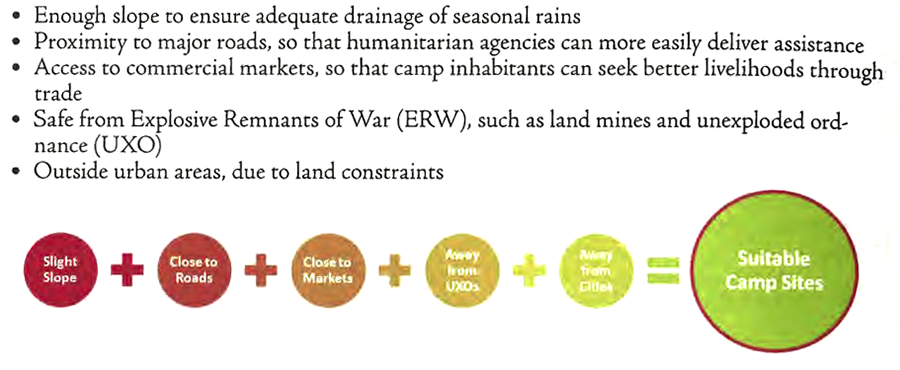 • Enough slope to ensure adequate drainage of seasonal rains
• Proximity to major roads, so that humanitarian agencies can more easily deliver assistance
• Access to commercial markets, so that camp inhabitants can seek better livelihoods through
trade
• Safe from Explosive Remnants of War (ERW), such as land mines and unexploded ord-
nance (UXO)
• Outside urban areas, due to land constraints
Slight
Slope
+
Close to
Roads
+
Close to
Markets
+
Away
from
UXOs
+
Away
from
Cities
=
Suitable
Camp Sites